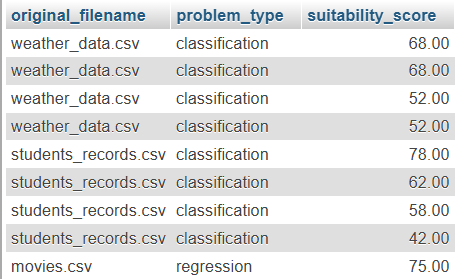 original_filename problem_type suitability_score
weather_data.csv classification 68.00
weather_data.csv classification 68.00
weather_data.csv classification 52.00
weather_data.csv classification 52.00
students_records.csv classification 78.00
students_records.csv classification 62.00
students_records.csv classification 58.00
students_records.csv classification 42.00
movies.csv regression 75.00